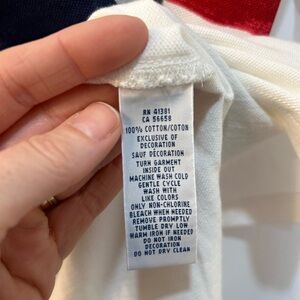 RN 41381
CA 56658
100% COTTON/COTON
EXCLUSIVE OF
DECORATION
SAUF DÉCORATION
TURN GARMENT
INSIDE OUT
MACHINE WASH COLD
GENTLE CYCLE
WASH WITH
LIKE COLORS
ONLY NON-CHLORINE
BLEACH WHEN NEEDED
REMOVE PROMPTLY
TUMBLE DRY LOW
WARM IRON IF NEEDED
DO NOT IRON
DECORATION
DO NOT DRY CLEAN